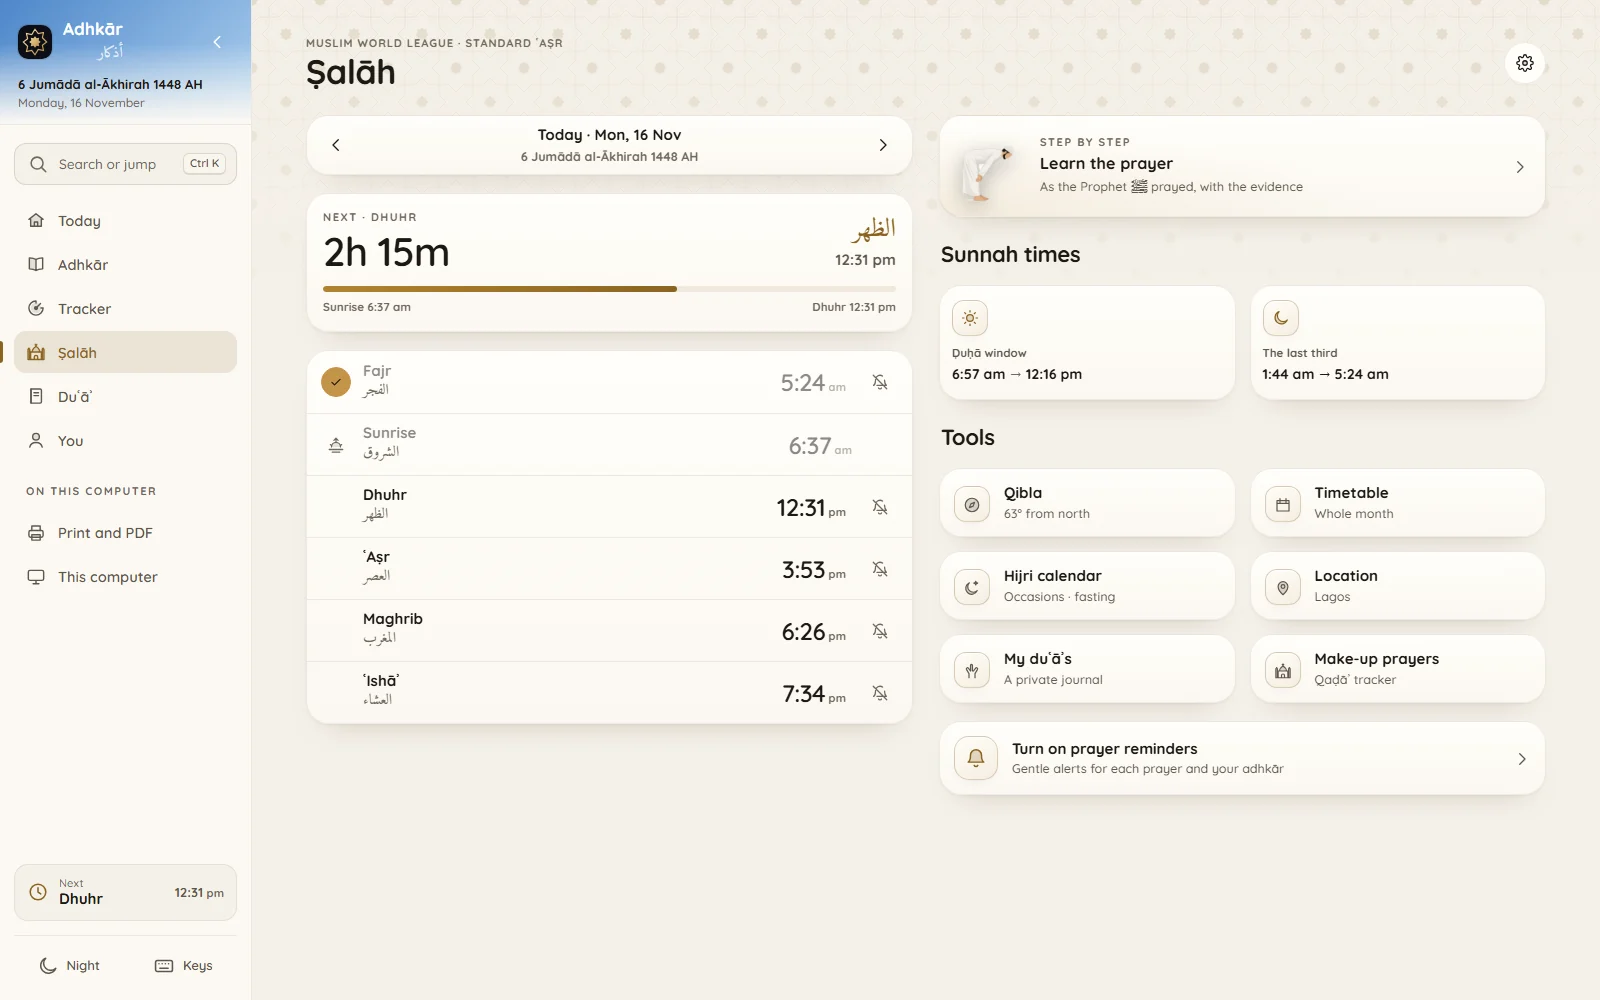 Adhkār
أذكار
6 Jumādā al-Ākhirah 1448 AH
Monday, 16 November
Search or jump
Ctrl K
Today
Adhkār
Tracker
Ṣalāh
Duʿāʾ
You
ON THIS COMPUTER
Print and PDF
This computer
Next
Dhuhr
12:31 pm
Night
Keys
MUSLIM WORLD LEAGUE · STANDARD ʿAṢR
Ṣalāh
Today · Mon, 16 Nov
6 Jumādā al-Ākhirah 1448 AH
NEXT · DHUHR
2h 15m
الظهر
12:31 pm
Sunrise 6:37 am
Dhuhr 12:31 pm
Fajr
الفجر
5:24 am
Sunrise
الشروق
6:37 am
Dhuhr
الظهر
12:31 pm
ʿAṣr
العصر
3:53 pm
Maghrib
المغرب
6:26 pm
ʿIshāʾ
العشاء
7:34 pm
STEP BY STEP
Learn the prayer
As the Prophet ﷺ prayed, with the evidence
Sunnah times
Ḍuḥā window
6:57 am → 12:16 pm
The last third
1:44 am → 5:24 am
Tools
Qibla
63° from north
Timetable
Whole month
Hijri calendar
Occasions · fasting
Location
Lagos
My duʿāʾs
A private journal
Make-up prayers
Qaḍāʾ tracker
Turn on prayer reminders
Gentle alerts for each prayer and your adhkār